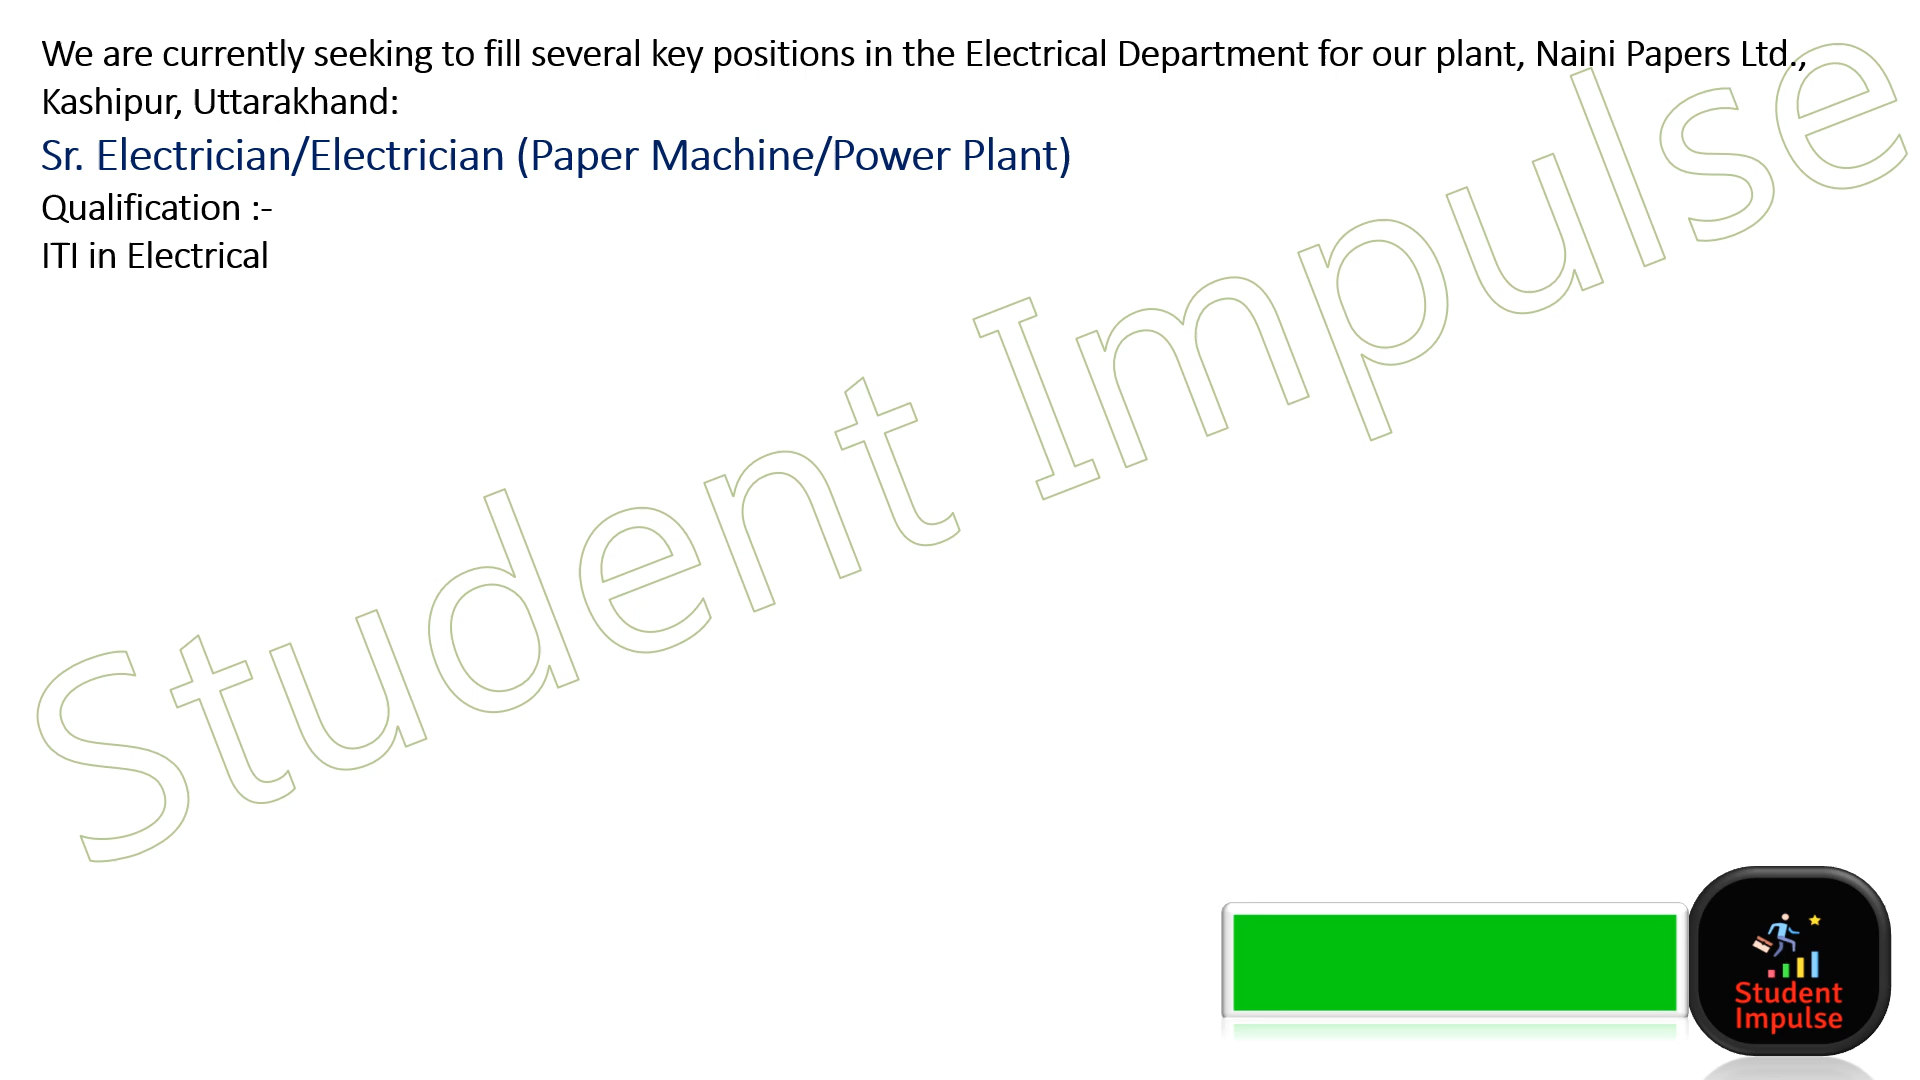 We are currently seeking to fill several key positions in the Electrical Department for our plant, Naini Papers Ltd.,
Kashipur, Uttarakhand:
Sr. Electrician/Electrician (Paper Machine/Power Plant)
Qualification :-
ITI in Electrical
Student Impulse
Student
Impulse